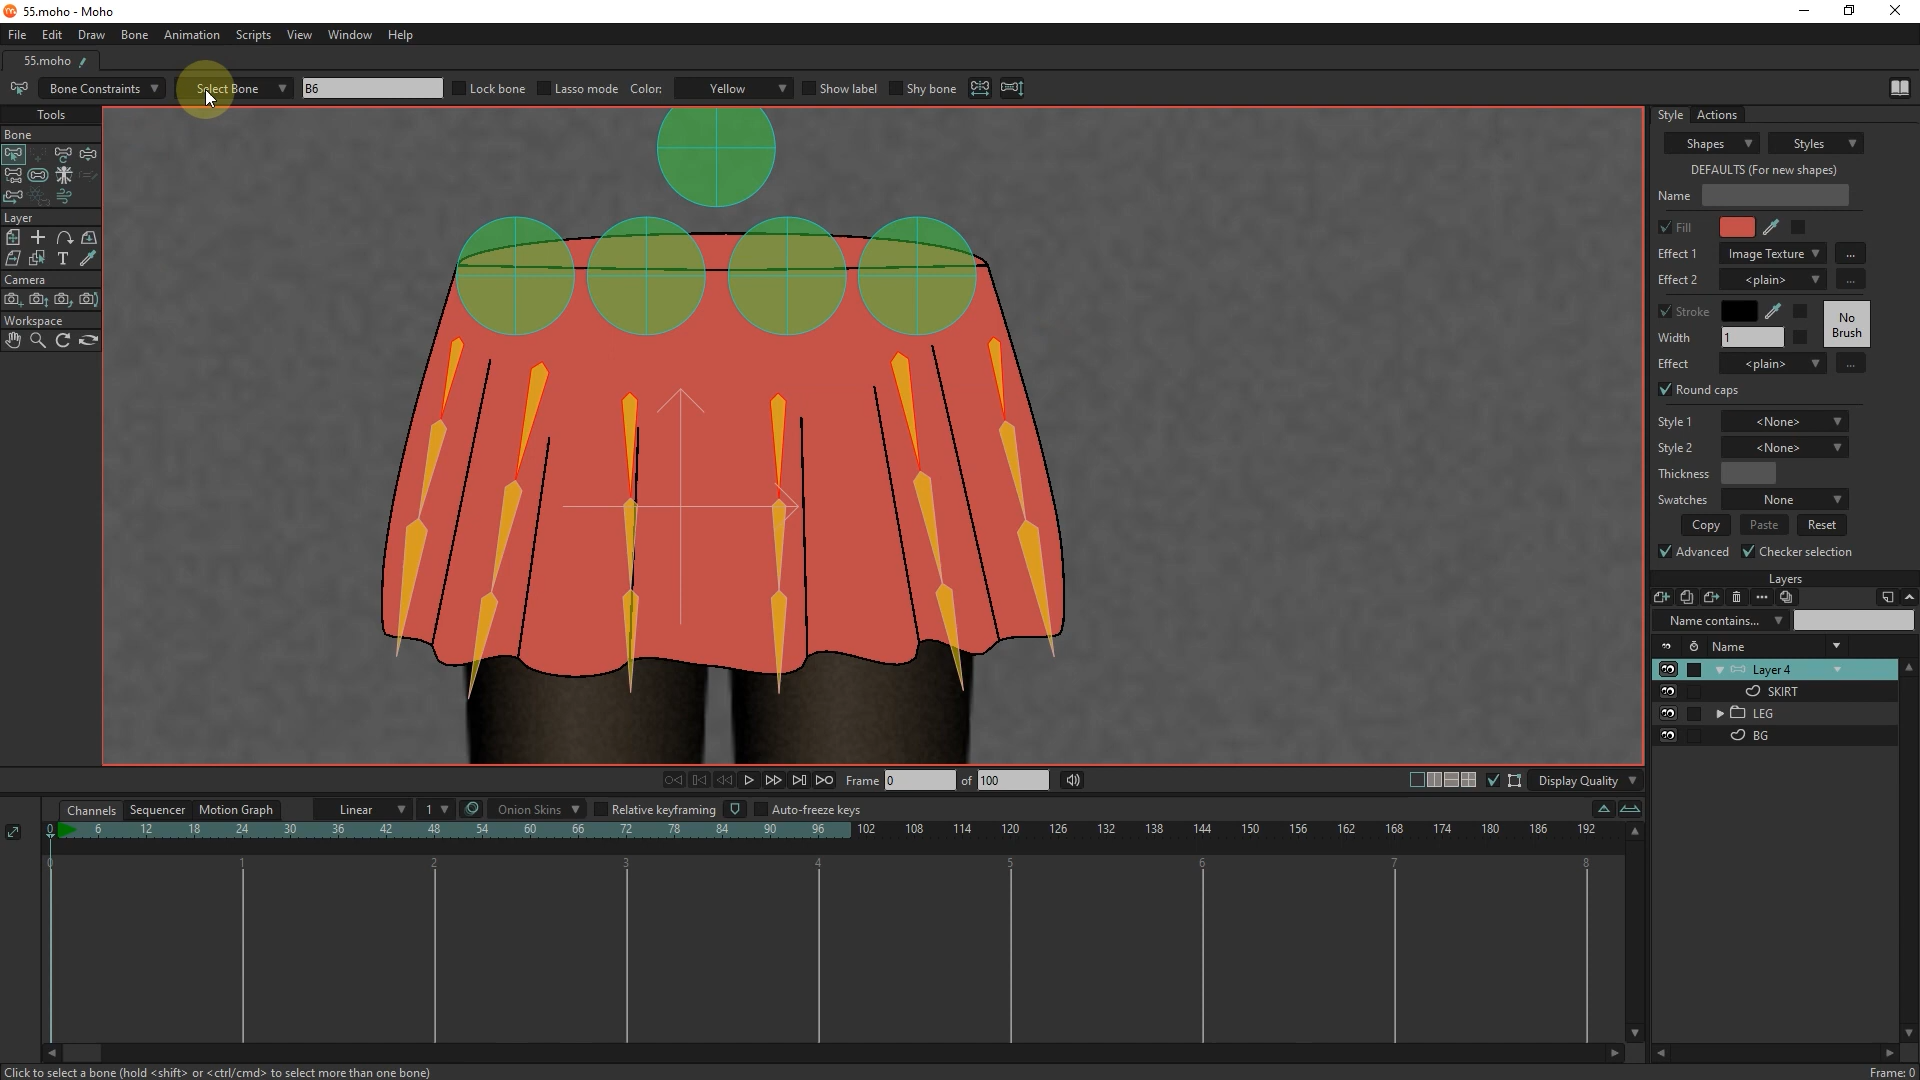 55.moho - Moho
File Edit Draw Bone Animation Scripts View Window Help
55.moho
Bone Constraints Select Bone B6 Lock bone Lasso mode Color: Yellow Show label Shy bone
Tools
Bone
Layer
Camera
Workspace
Style Actions
Shapes Styles
DEFAULTS (For new shapes)
Name
Fill
Effect 1 Image Texture ...
Effect 2 <plain> ...
Stroke
No
Brush
Width 1
Effect <plain> ...
Round caps
Style 1 <None>
Style 2 <None>
Thickness
Swatches None
Copy Paste Reset
Advanced Checker selection
Layers
Name contains...
Name
Layer 4
SKIRT
LEG
BG
Frame 0 of 100 Display Quality
Channels Sequencer Motion Graph Linear 1 Onion Skins Relative keyframing Auto-freeze keys
0 6 12 18 24 30 36 42 48 54 60 66 72 78 84 90 96 102 108 114 120 126 132 138 144 150 156 162 168 174 180 186 192
0 1 2 3 4 5 6 7 8
Click to select a bone (hold <shift> or <ctrl/cmd> to select more than one bone) Frame: 0